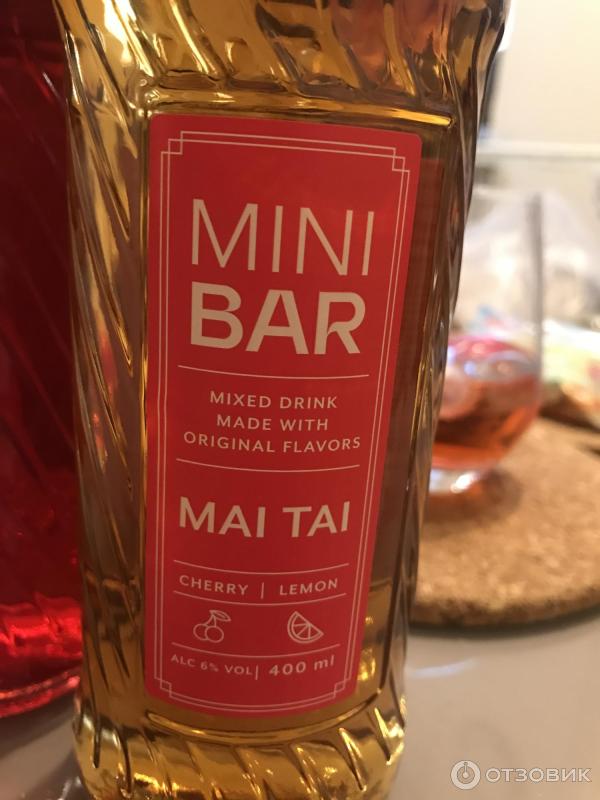 MINI
BAR
MIXED DRINK
MADE WITH
ORIGINAL FLAVORS
MAI TAI
CHERRY | LEMON
ALC 6% VOL | 400 ml
ОТЗОВИК